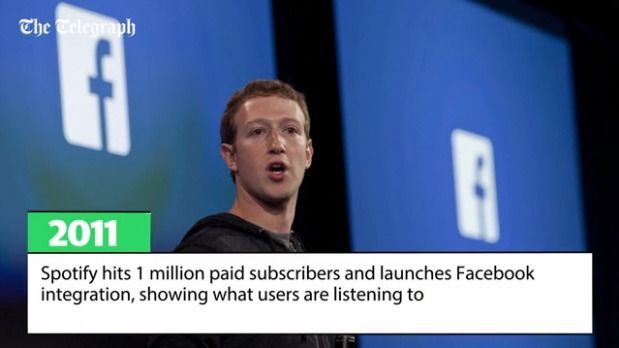 The Telegraph
2011
Spotify hits 1 million paid subscribers and launches Facebook
integration, showing what users are listening to